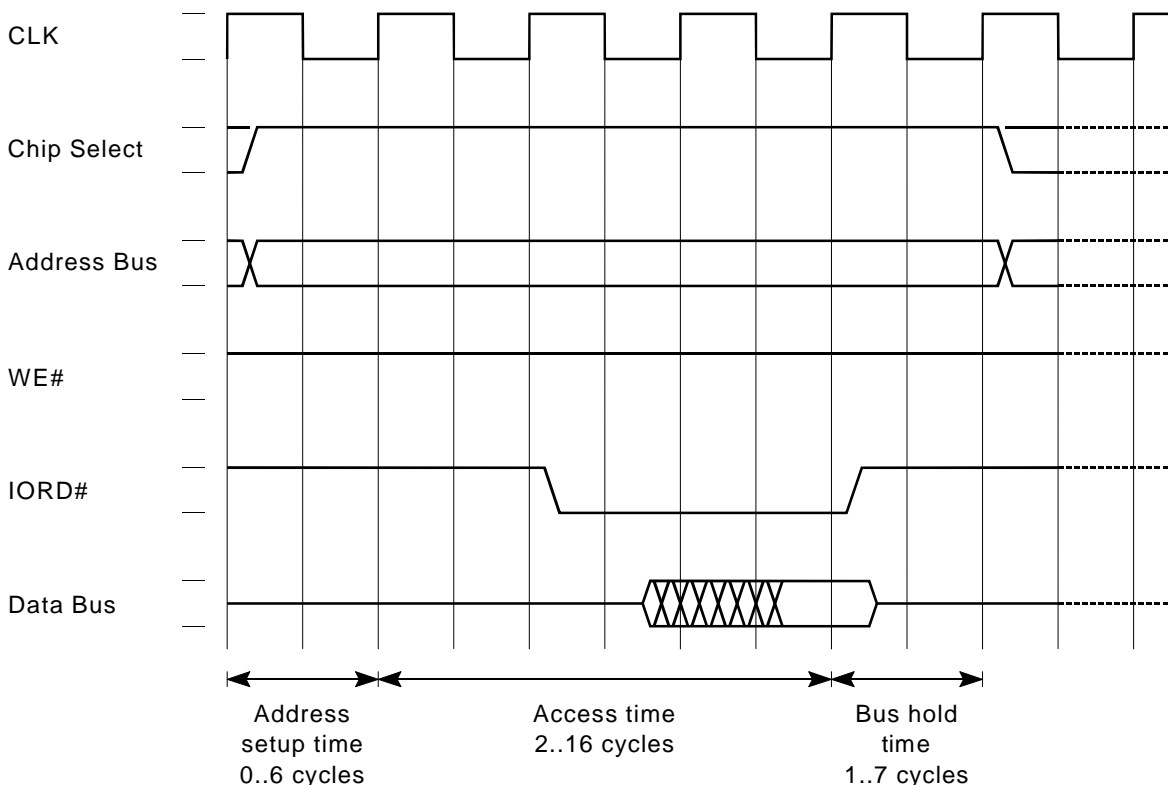 CLK
Chip Select
Address Bus
WE#
IORD#
Data Bus
Address
setup time
0..6 cycles
Access time
2..16 cycles
Bus hold
time
1..7 cycles